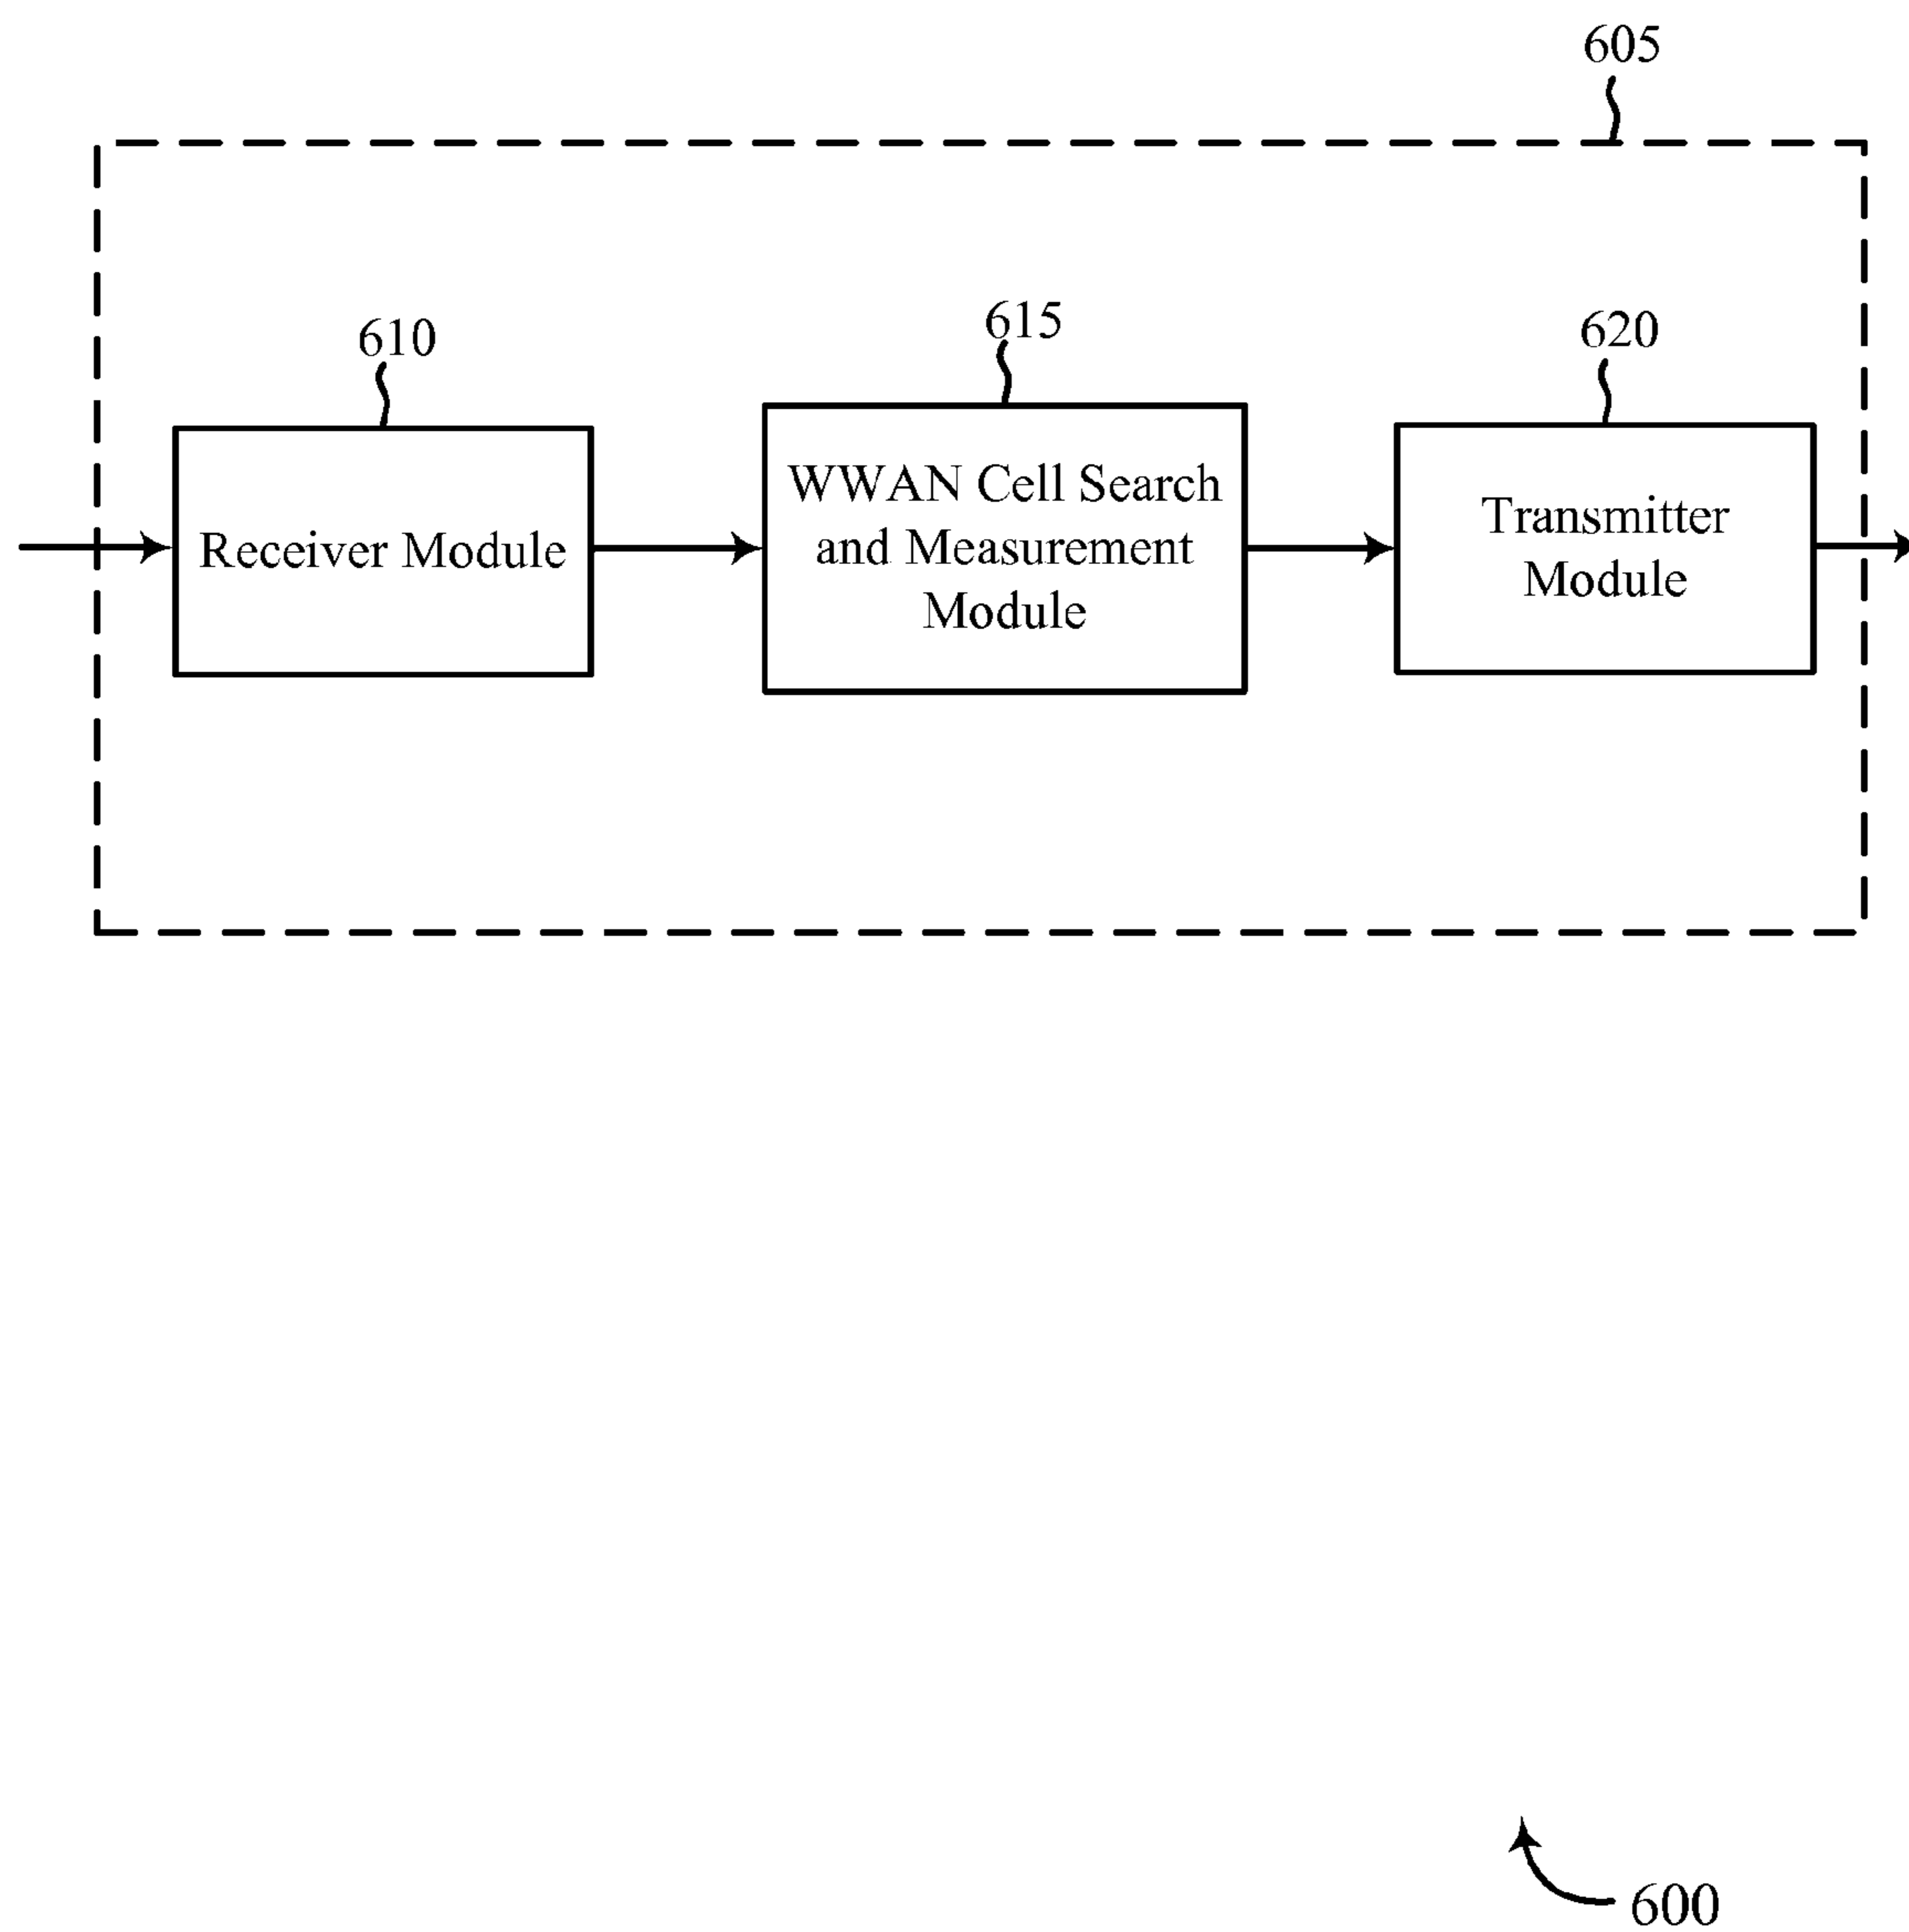 605
610
615
620
Receiver Module
WWAN Cell Search
and Measurement
Module
Transmitter
Module
600